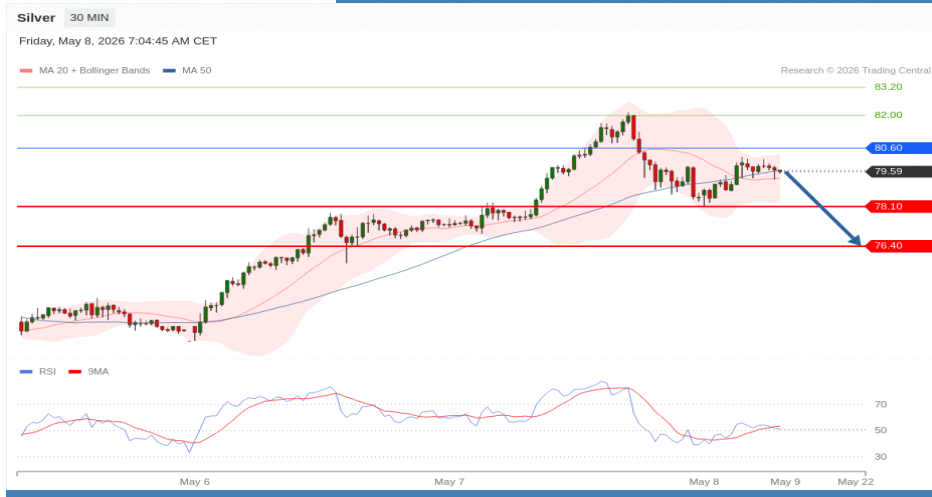 Silver 30 MIN
Friday, May 8, 2026 7:04:45 AM CET
MA 20 + Bollinger Bands MA 50
Research © 2026 Trading Central
83.20
82.00
80.60
79.59
78.10
76.40
RSI 9MA
70
50
30
May 6 May 7 May 8 May 9 May 22